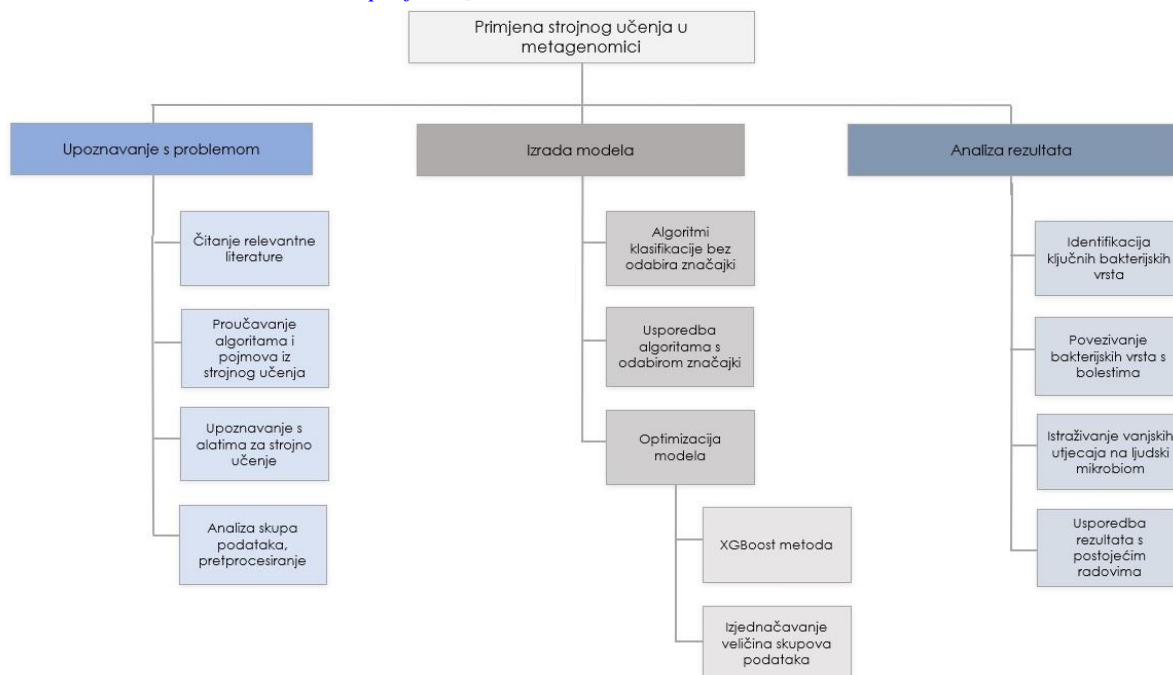 Primjena strojnog učenja u
metagenomici
Upoznavanje s problomom
Čitanje relevantne
literature
Proučavanje
algoritama i
pojmova iz
strojnog učenja
Upoznavanje s
alatima za strojno
učenje
Analiza skupa
podataka,
pretprocesiranje
Izrada modela
Algoritmi
klasifikacije bez
odabira značajki
Usporedba
algoritama s
odabirom značajki
Optimizacija
modela
XGBoost metoda
Izjednačavanje
veličina skupova
podataka
Analiza rezultata
Identifikacija
ključnih bakterijskih
vrsta
Povezivanje
bakterijskih vrsta s
bolestima
Istraživanje vanjskih
utjecaja na ljudski
mikrobiom
Usporedba
rezultata s
postojećim
radovima